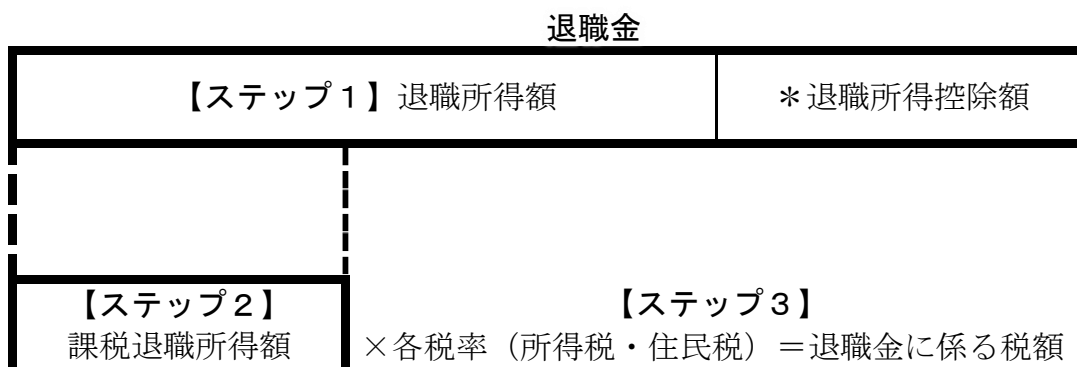 退職金
【ステップ１】退職所得額
＊退職所得控除額
【ステップ２】
課税退職所得額
【ステップ３】
×各税率（所得税・住民税）＝退職金に係る税額